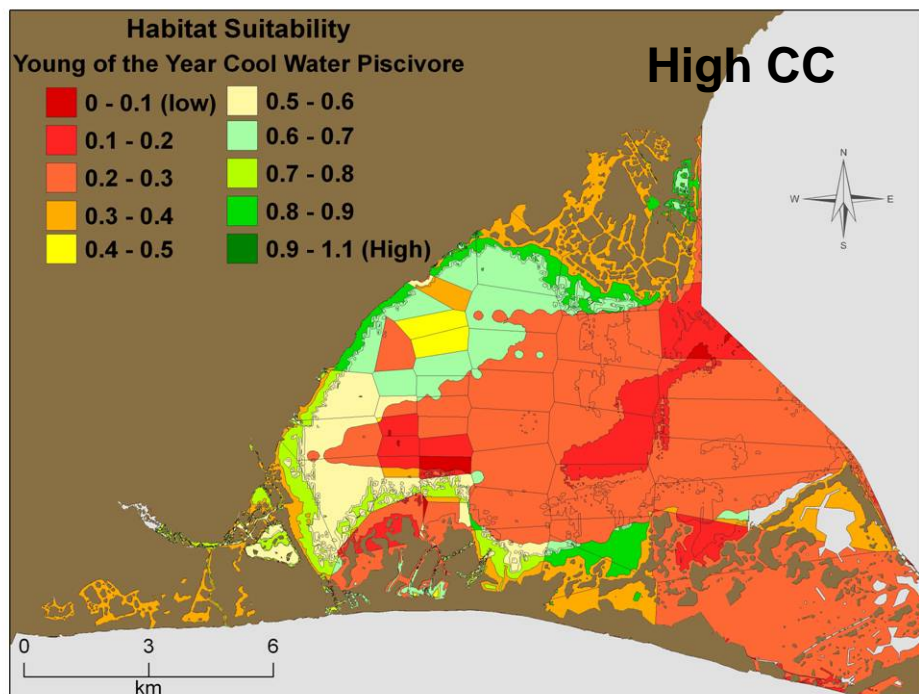 Habitat Suitability
Young of the Year Cool Water Piscivore
High CC
0 - 0.1 (low)
0.1 - 0.2
0.2 - 0.3
0.3 - 0.4
0.4 - 0.5
0.5 - 0.6
0.6 - 0.7
0.7 - 0.8
0.8 - 0.9
0.9 - 1.1 (High)
N
W E
S
0 3 6
km